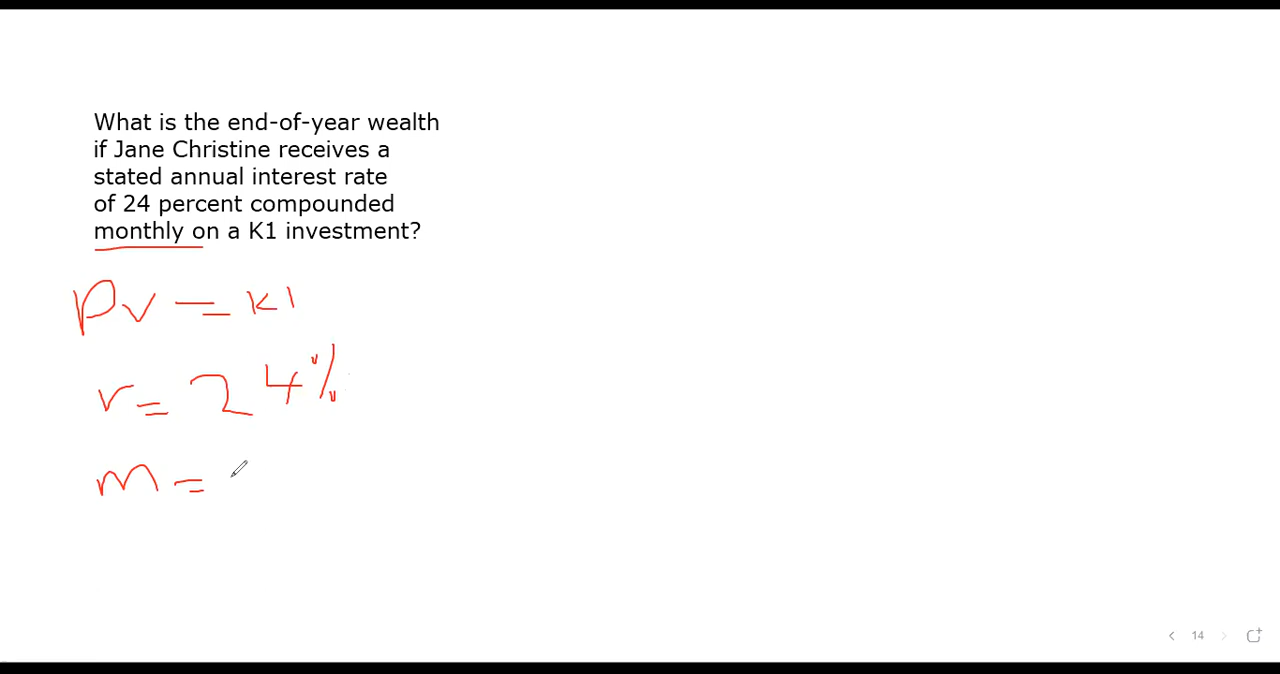 What is the end-of-year wealth
if Jane Christine receives a
stated annual interest rate
of 24 percent compounded
monthly on a K1 investment?
PV = K1
r = 24%
m =
14